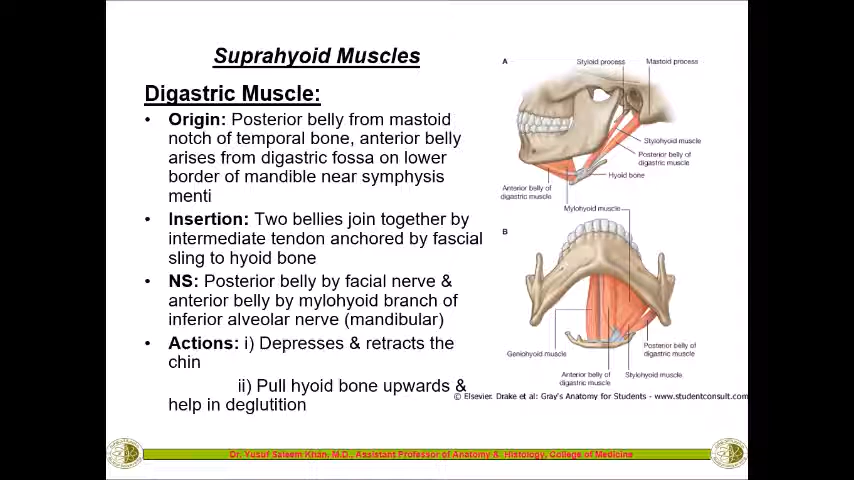 Suprahyoid Muscles
Digastric Muscle:
• Origin: Posterior belly from mastoid
notch of temporal bone, anterior belly
arises from digastric fossa on lower
border of mandible near symphysis
menti
• Insertion: Two bellies join together by
intermediate tendon anchored by fascial
sling to hyoid bone
• NS: Posterior belly by facial nerve &
anterior belly by mylohyoid branch of
inferior alveolar nerve (mandibular)
• Actions: i) Depresses & retracts the
chin
ii) Pull hyoid bone upwards &
help in deglutition
A
Styloid process
Mastoid process
Stylohyoid muscle
Posterior belly of
digastric muscle
Hyoid bone
Anterior belly of
digastric muscle
Mylohyoid muscle
B
Posterior belly of
digastric muscle
Geniohyoid muscle
Anterior belly of
digastric muscle
Stylohyoid muscle
© Elsevier. Drake et al: Gray's Anatomy for Students - www.studentconsult.com
Dr. Yusuf Saleem Khan, M.D., Assistant Professor of Anatomy & Histology, College of Medicine